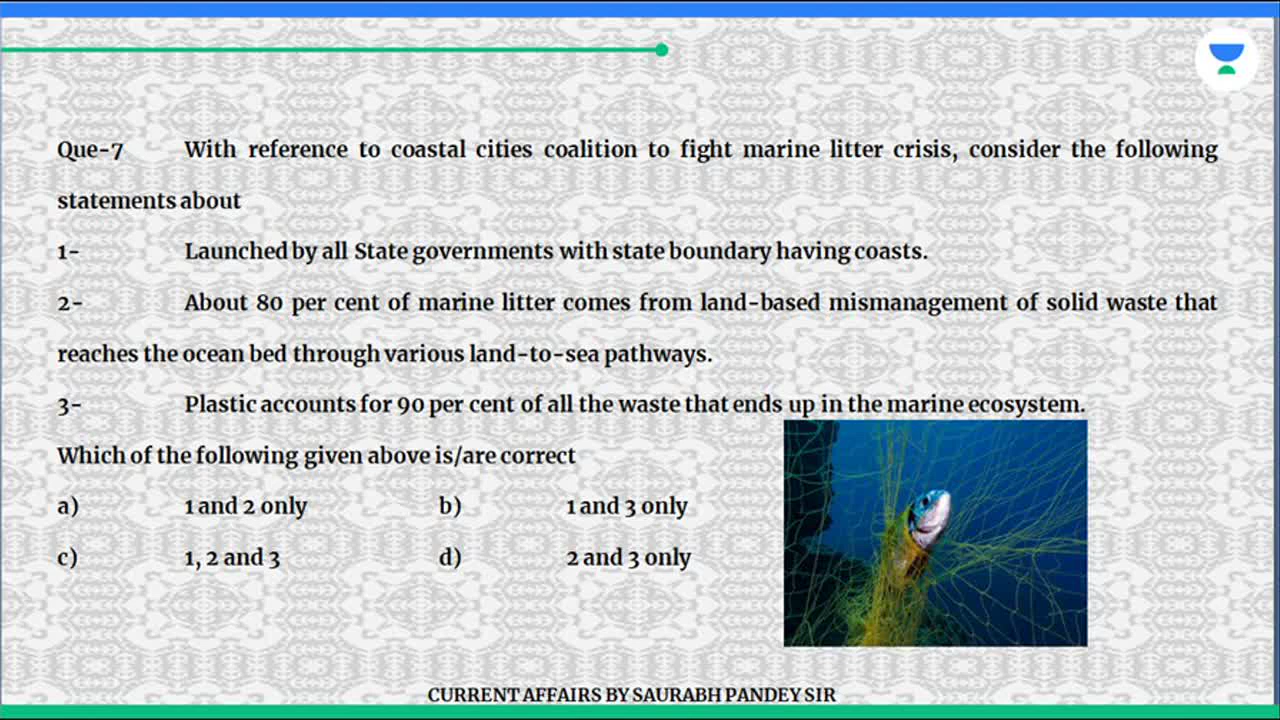 Que-7 With reference to coastal cities coalition to fight marine litter crisis, consider the following
statements about
1- Launched by all State governments with state boundary having coasts.
2- About 80 per cent of marine litter comes from land-based mismanagement of solid waste that
reaches the ocean bed through various land-to-sea pathways.
3- Plastic accounts for 90 per cent of all the waste that ends up in the marine ecosystem.
Which of the following given above is/are correct
a) 1 and 2 only b) 1 and 3 only
c) 1, 2 and 3 d) 2 and 3 only
CURRENT AFFAIRS BY SAURABH PANDEY SIR